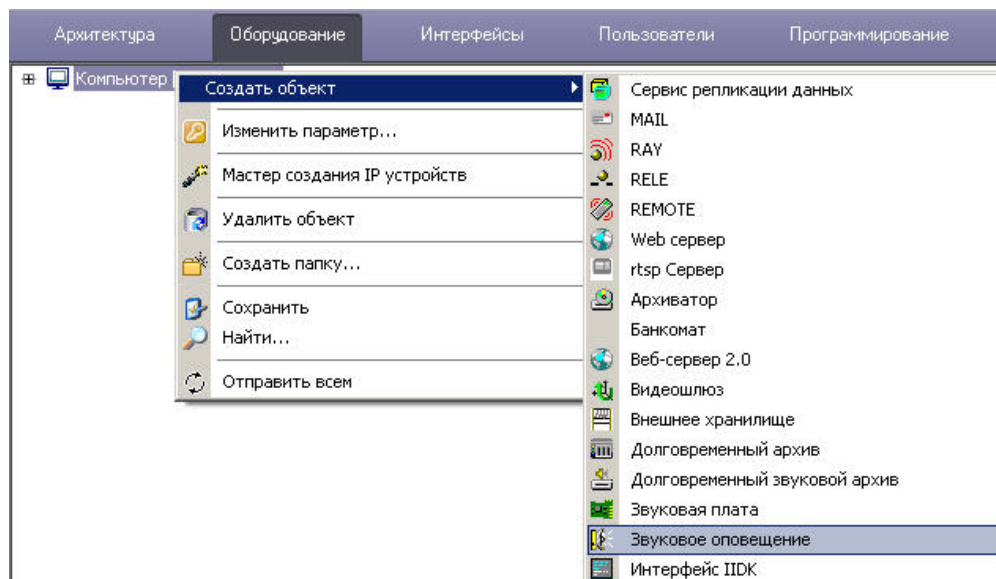 Архитектура Оборудование Интерфейсы Пользователи Программирование
Компьютер
Создать объект
Изменить параметр...
Мастер создания IP устройств
Удалить объект
Создать папку...
Сохранить
Найти...
Отправить всем
Сервис репликации данных
MAIL
RAY
RELE
REMOTE
Web сервер
rtsp Сервер
Архиватор
Банкомат
Веб-сервер 2.0
Видеошлюз
Внешнее хранилище
Долговременный архив
Долговременный звуковой архив
Звуковая плата
Звуковое оповещение
Интерфейс IIDK